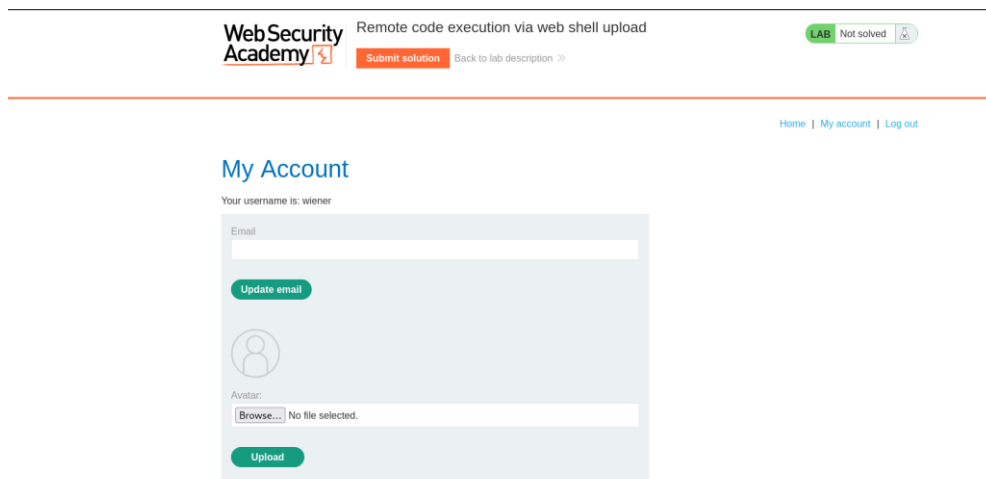 Web Security
Academy
Remote code execution via web shell upload
Submit solution
Back to lab description »
LAB Not solved
Home | My account | Log out
My Account
Your username is: wiener
Email
Update email
Avatar:
Browse... No file selected.
Upload